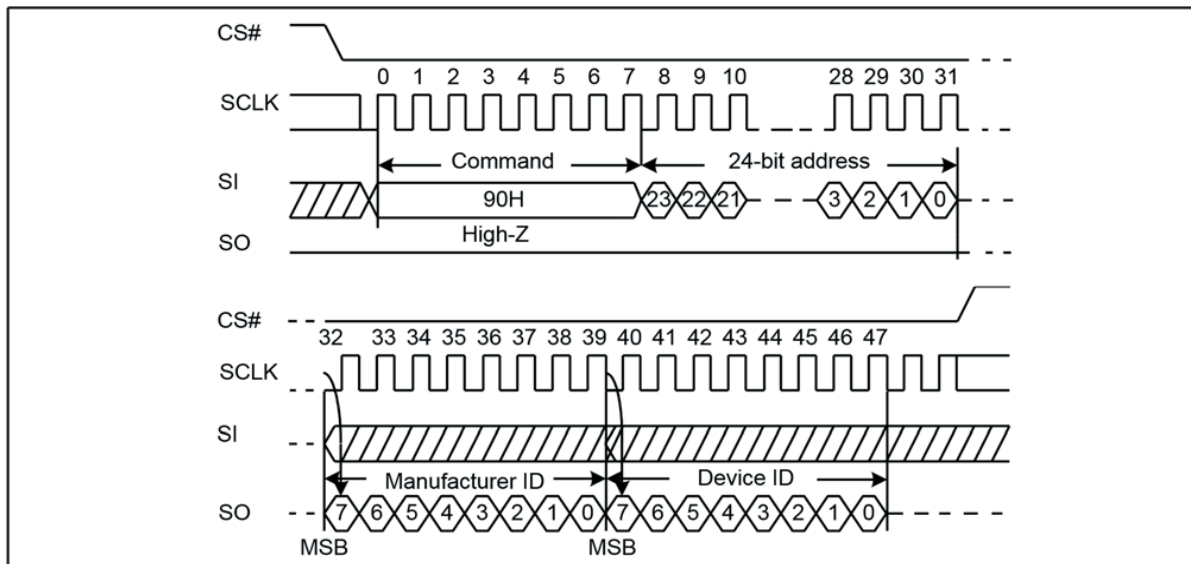 CS#
0 1 2 3 4 5 6 7 8 9 10 28 29 30 31
SCLK
Command 24-bit address
SI
90H 23 22 21 3 2 1 0
High-Z
SO
CS#
32 33 34 35 36 37 38 39 40 41 42 43 44 45 46 47
SCLK
SI
Manufacturer ID Device ID
SO 7 6 5 4 3 2 1 0 7 6 5 4 3 2 1 0
MSB MSB